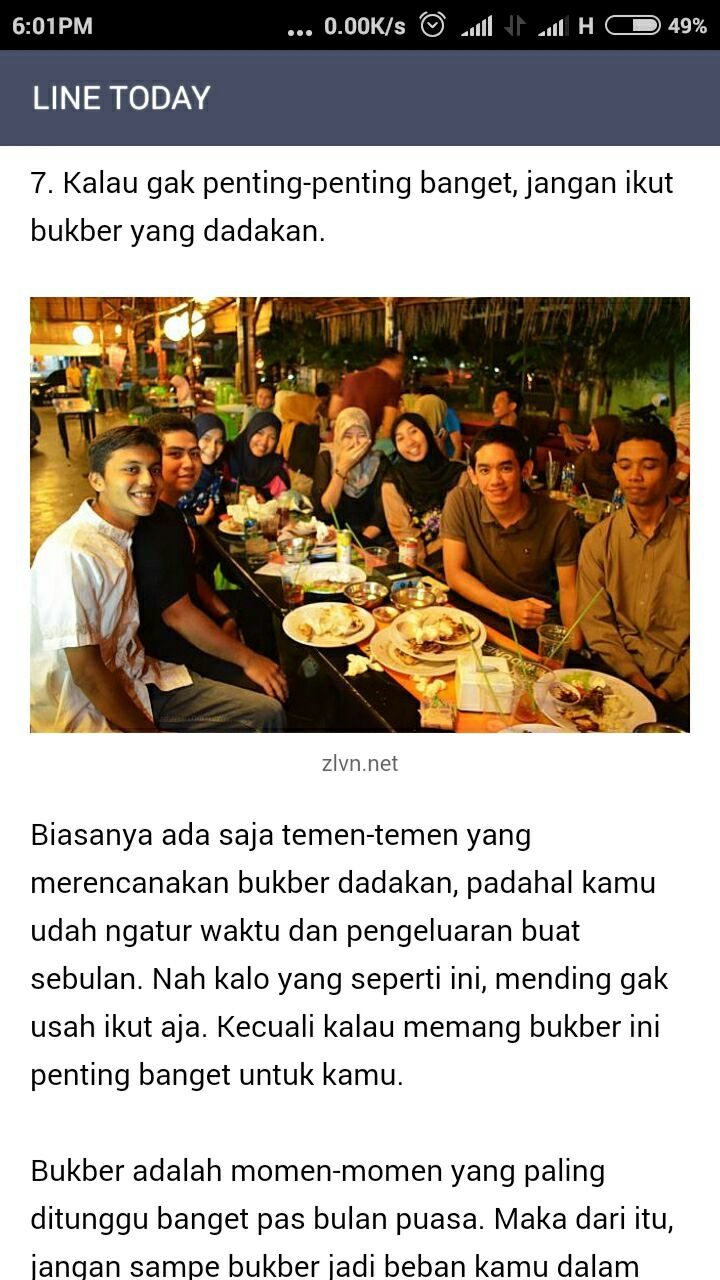 6:01PM
... 0.00K/s H 49%
LINE TODAY
7. Kalau gak penting-penting banget, jangan ikut
bukber yang dadakan.
zlvn.net
Biasanya ada saja temen-temen yang
merencanakan bukber dadakan, padahal kamu
udah ngatur waktu dan pengeluaran buat
sebulan. Nah kalo yang seperti ini, mending gak
usah ikut aja. Kecuali kalau memang bukber ini
penting banget untuk kamu.
Bukber adalah momen-momen yang paling
ditunggu banget pas bulan puasa. Maka dari itu,
jangan sampe bukber jadi beban kamu dalam